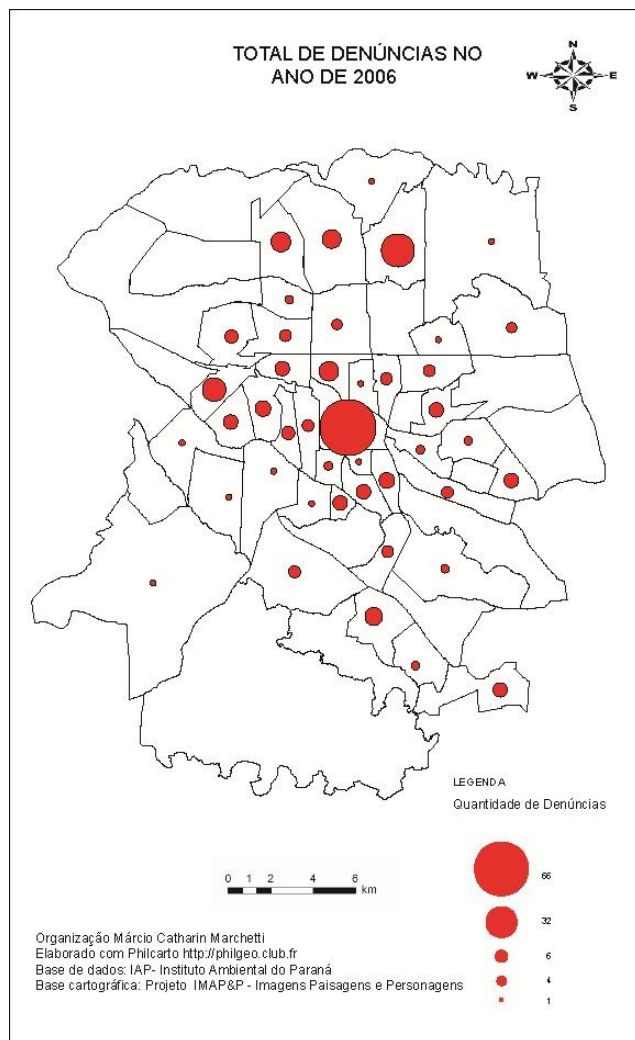 TOTAL DE DENÚNCIAS NO
ANO DE 2006
N
W E
S
LEGENDA
Quantidade de Denúncias
66
32
6
4
1
0 1 2 4 6
km
Organização Márcio Catharin Marchetti
Elaborado com Philcarto http://philgeo.club.fr
Base de dados: IAP- Instituto Ambiental do Paraná
Base cartográfica: Projeto IMAP&P - Imagens Paisagens e Personagens